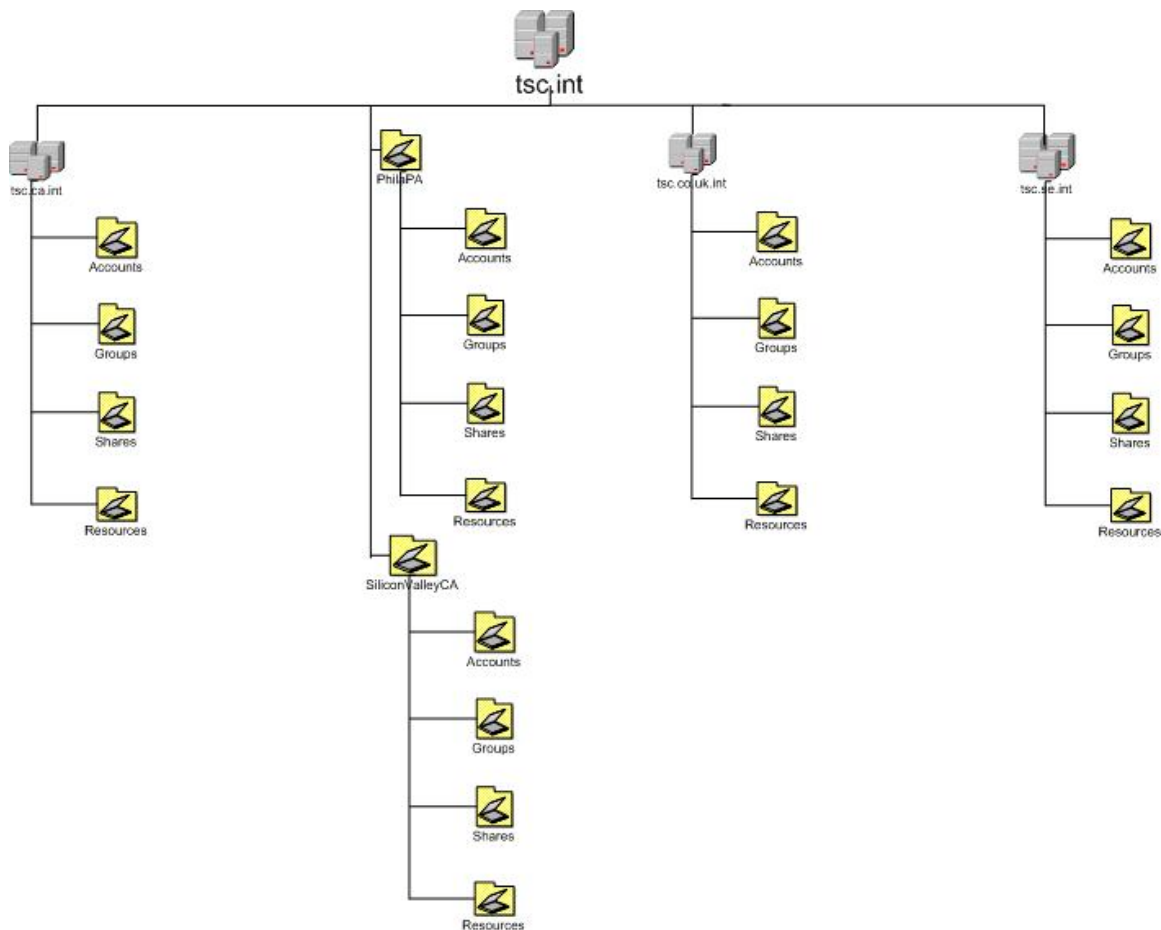 tsc.int
tsc.ca.int
Accounts
Groups
Shares
Resources
PhilaPA
Accounts
Groups
Shares
Resources
SiliconValleyCA
Accounts
Groups
Shares
Resources
tsc.co.uk.int
Accounts
Groups
Shares
Resources
tsc.se.int
Accounts
Groups
Shares
Resources